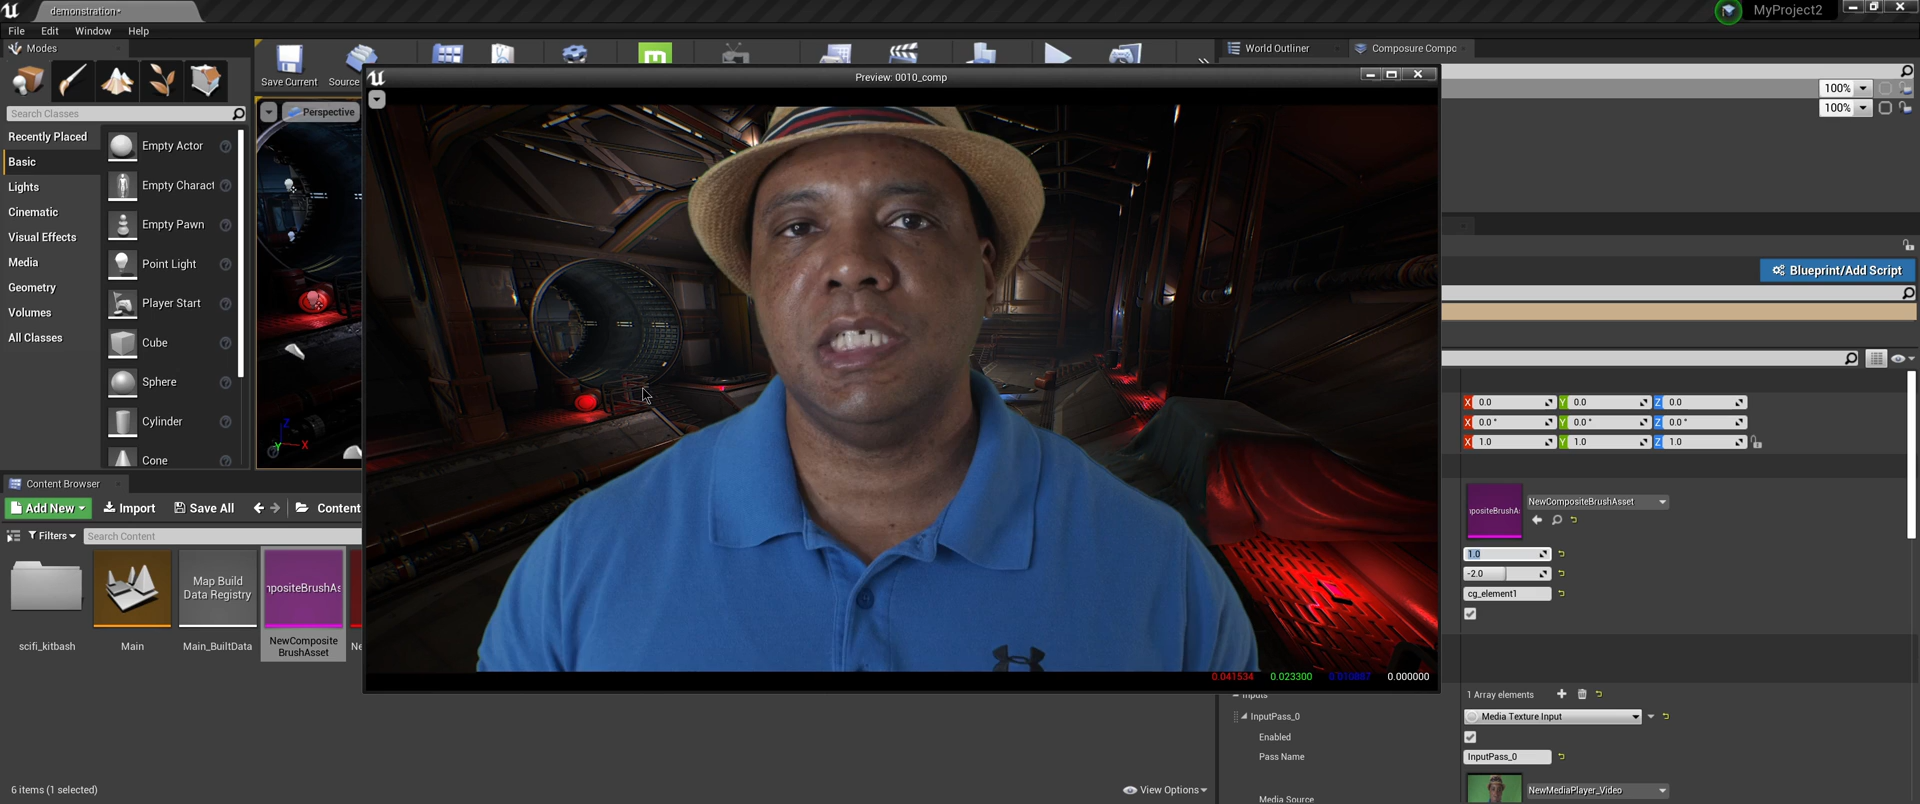 demonstration*
MyProject2
File Edit Window Help
Modes
Save Current
World Outliner
Composure Compc
Preview: 0010_comp
Search Classes
Perspective
100%
100%
Recently Placed
Basic
Lights
Cinematic
Visual Effects
Media
Geometry
Volumes
All Classes
Empty Actor
Empty Charact
Empty Pawn
Point Light
Player Start
Cube
Sphere
Cylinder
Cone
Z
Y
X
Blueprint/Add Script
X 0.0 Y 0.0 Z 0.0
X 0.0 ° Y 0.0 ° Z 0.0 °
X 1.0 Y 1.0 Z 1.0
Content Browser
Add New Import Save All Content
Filters Search Content
Map Build
Data Registry
npositeBrushAs
scifi_kitbash
Main
Main_BuiltData
NewComposite
BrushAsset
Ne
NewCompositeBrushAsset
1.0
-2.0
cg_element1
0.041534 0.023300 0.000000
1 Array elements
Inputs
InputPass_0
Media Texture Input
Enabled
Pass Name
InputPass_0
Media Source
NewMediaPlayer_Video
6 items (1 selected)
View Options